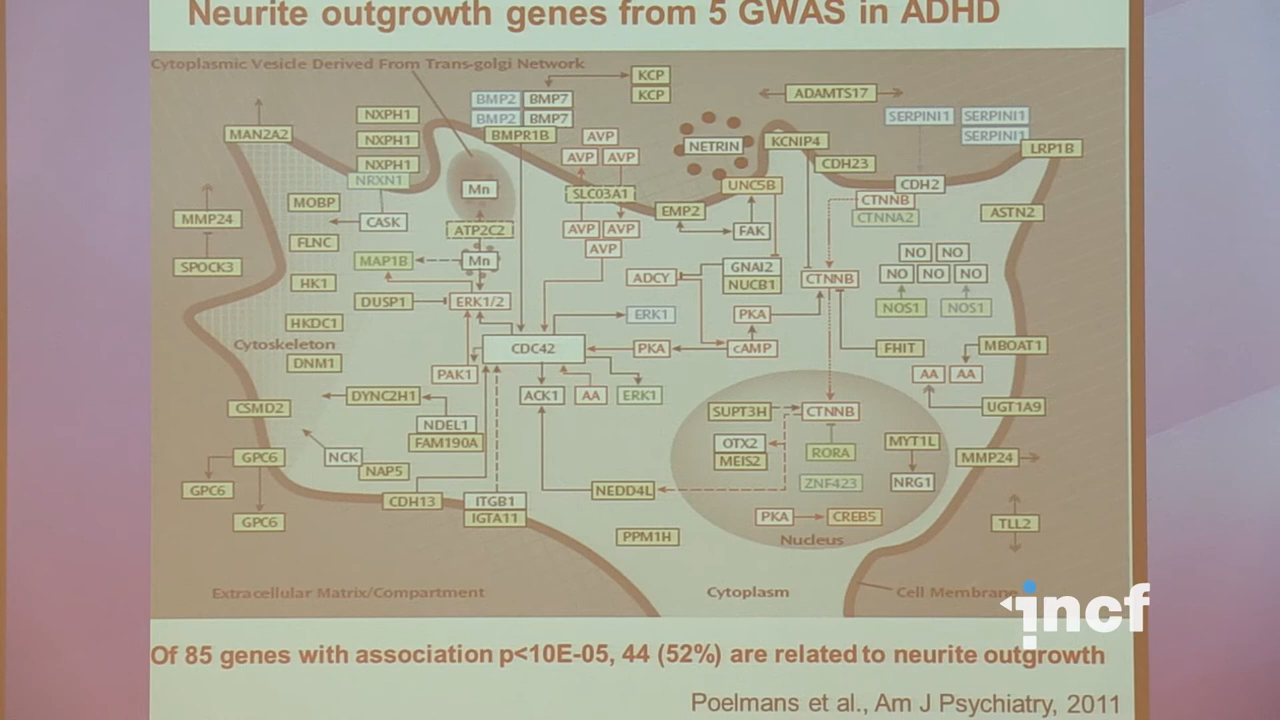 Neurite outgrowth genes from 5 GWAS in ADHD
Cytoplasmic Vesicle Derived From Trans-golgi Network
KCP
KCP
BMP2 BMP7
BMP2 BMP7
BMPR1B
ADAMTS17
NXPH1
NXPH1
NXPH1
NRXN1
MAN2A2
AVP
AVP AVP
SLC03A1
AVP AVP
AVP
NETRIN
KCNIP4
CDH23
SERPINI1 SERPINI1
SERPINI1
LRP1B
UNC5B
CDH2
CTNNB
CTNNA2
ASTN2
Mn
ATP2C2
Mn
MOBP
CASK
EMP2
FAK
MMP24
SPOCK3
FLNC
MAP1B
HK1
DUSP1
ERK1/2
ADCY
GNAI2
NUCB1
CTNNB
NO NO
NO NO NO
NOS1 NOS1
HKDC1
ERK1
PKA
Cytoskeleton
CDC42
PKA
cAMP
FHIT
MBOAT1
DNM1
PAK1
AA AA
DYNC2H1
ACK1
AA
ERK1
CSMD2
SUPT3H
CTNNB
UGT1A9
NDEL1
FAM190A
OTX2
MEIS2
RORA
MYT1L
GPC6
NCK
NAP5
MMP24
GPC6
NEDD4L
ZNF423
NRG1
CDH13
ITGB1
IGTA11
GPC6
PKA
CREB5
TLL2
PPM1H
Nucleus
Extracellular Matrix/Compartment
Cytoplasm
Cell Membrane
incf
Of 85 genes with association p<10E-05, 44 (52%) are related to neurite outgrowth
Poelmans et al., Am J Psychiatry, 2011